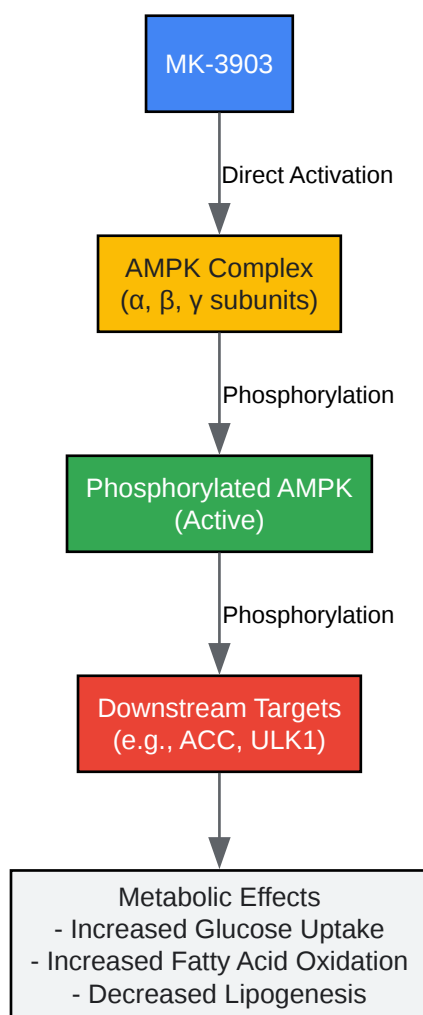 MK-3903
Direct Activation
AMPK Complex
(α, β, γ subunits)
Phosphorylation
Phosphorylated AMPK
(Active)
Phosphorylation
Downstream Targets
(e.g., ACC, ULK1)
Metabolic Effects
- Increased Glucose Uptake
- Increased Fatty Acid Oxidation
- Decreased Lipogenesis